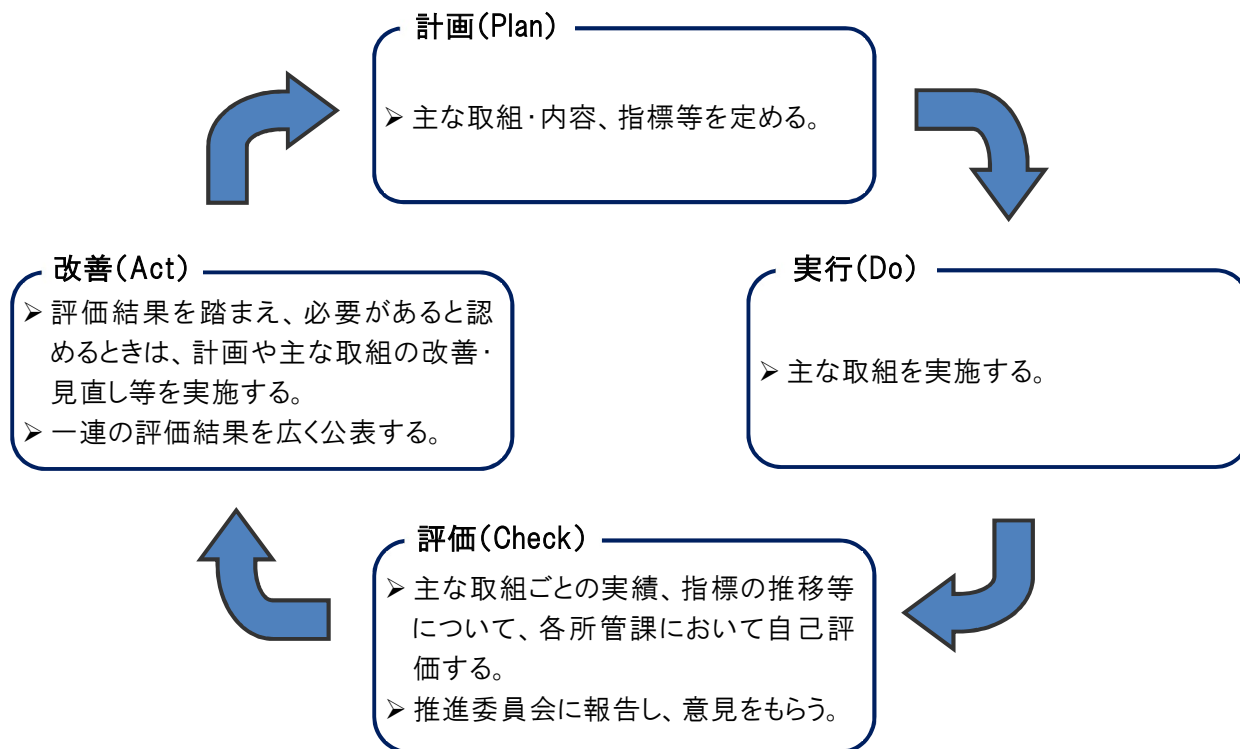 計画(Plan)
➢ 主な取組・内容、指標等を定める。
改善(Act)
➢ 評価結果を踏まえ、必要があると認
めるときは、計画や主な取組の改善・
見直し等を実施する。
➢ 一連の評価結果を広く公表する。
実行(Do)
➢ 主な取組を実施する。
評価(Check)
➢ 主な取組ごとの実績、指標の推移等
について、各所管課において自己評
価する。
➢ 推進委員会に報告し、意見をもらう。